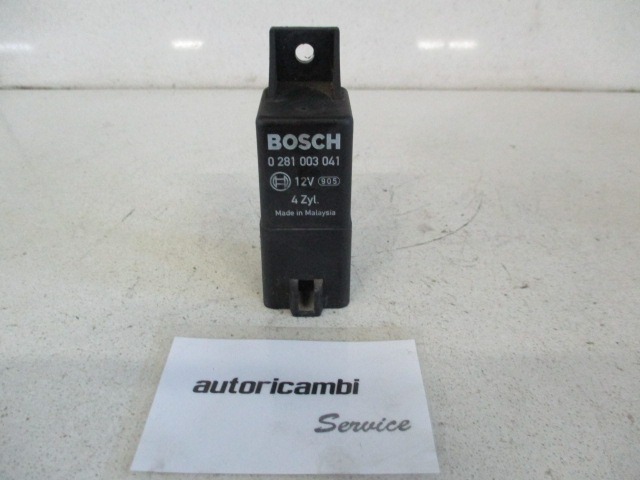 BOSCH
0 281 003 041
12V 905
4 Zyl.
Made in Malaysia
autoricambi
Service